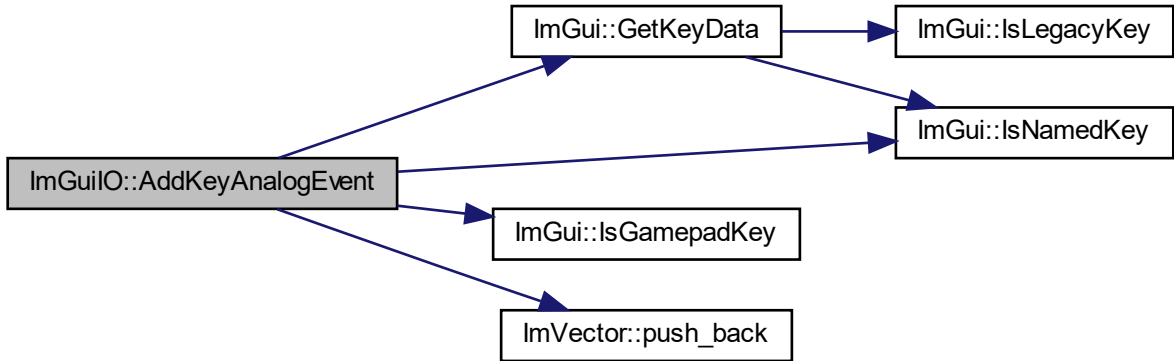 ImGui::GetKeyData
ImGui::IsLegacyKey
ImGui::IsNamedKey
ImGuiIO::AddKeyAnalogEvent
ImGui::IsGamepadKey
ImVector::push_back